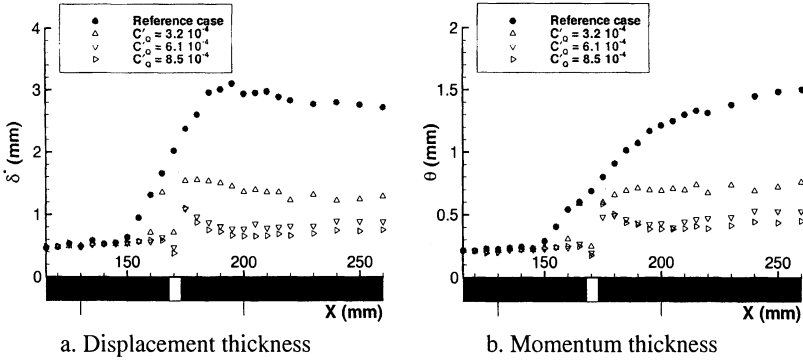 Reference case
C'Q = 3.2 10-4
C'Q = 6.1 10-4
C'Q = 8.5 10-4
4
3
2
1
0
δ* (mm)
150
200
250
X (mm)
a. Displacement thickness
Reference case
C'Q = 3.2 10-4
C'Q = 6.1 10-4
C'Q = 8.5 10-4
2
1.5
1
0.5
0
θ (mm)
150
200
250
X (mm)
b. Momentum thickness